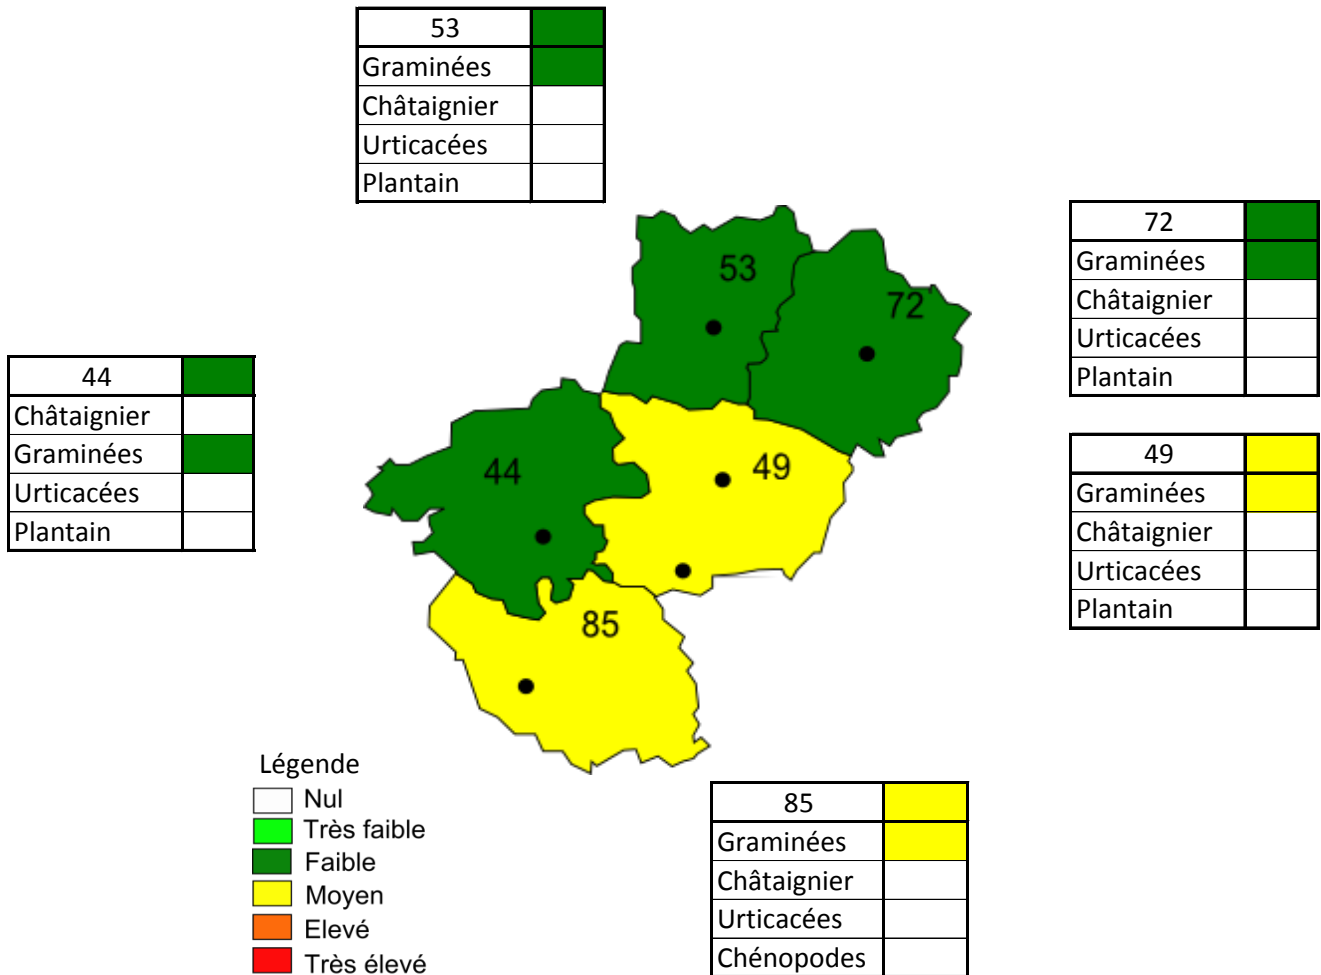 53
Graminées
Châtaignier
Urticacées
Plantain
72
Graminées
Châtaignier
Urticacées
Plantain
53
72
44
Châtaignier
Graminées
Urticacées
Plantain
44
49
49
Graminées
Châtaignier
Urticacées
Plantain
85
Légende
Nul
Très faible
Faible
Moyen
Elevé
Très élevé
85
Graminées
Châtaignier
Urticacées
Chénopodes